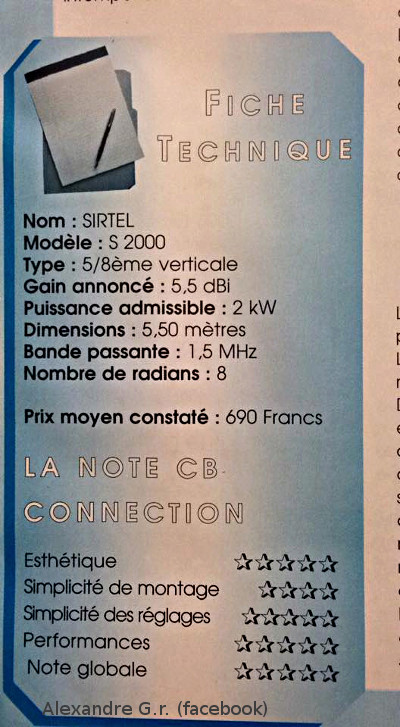 FICHE
TECHNIQUE
Nom : SIRTEL
Modèle : S 2000
Type : 5/8ème verticale
Gain annoncé : 5,5 dBi
Puissance admissible : 2 kW
Dimensions : 5,50 mètres
Bande passante : 1,5 MHz
Nombre de radians : 8
Prix moyen constaté : 690 Francs
LA NOTE CB
CONNECTION
Esthétique ☆☆☆☆☆
Simplicité de montage ☆☆☆☆
Simplicité des réglages ☆☆☆☆☆
Performances ☆☆☆☆☆
Note globale ☆☆☆☆☆
Alexandre G.r. (facebook)